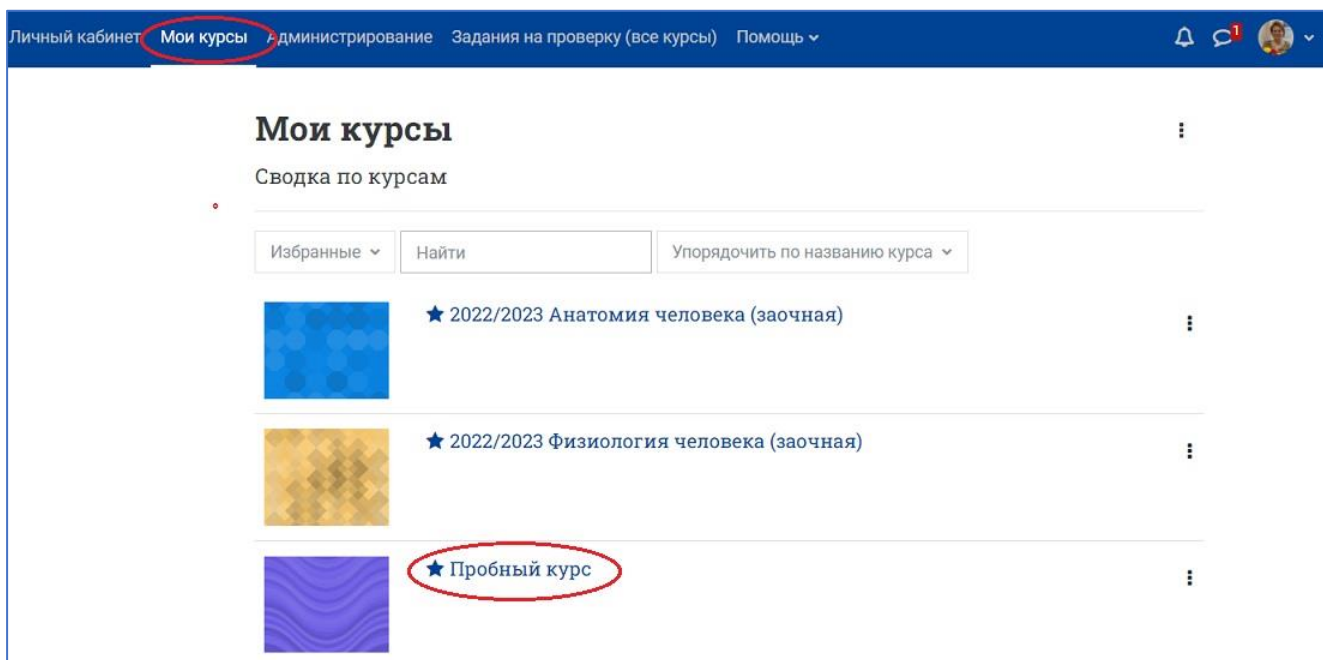 Личный кабинет Мои курсы Администрирование Задания на проверку (все курсы) Помощь 1
Мои курсы
Сводка по курсам
Избранные Найти Упорядочить по названию курса
2022/2023 Анатомия человека (заочная)
2022/2023 Физиология человека (заочная)
Пробный курс